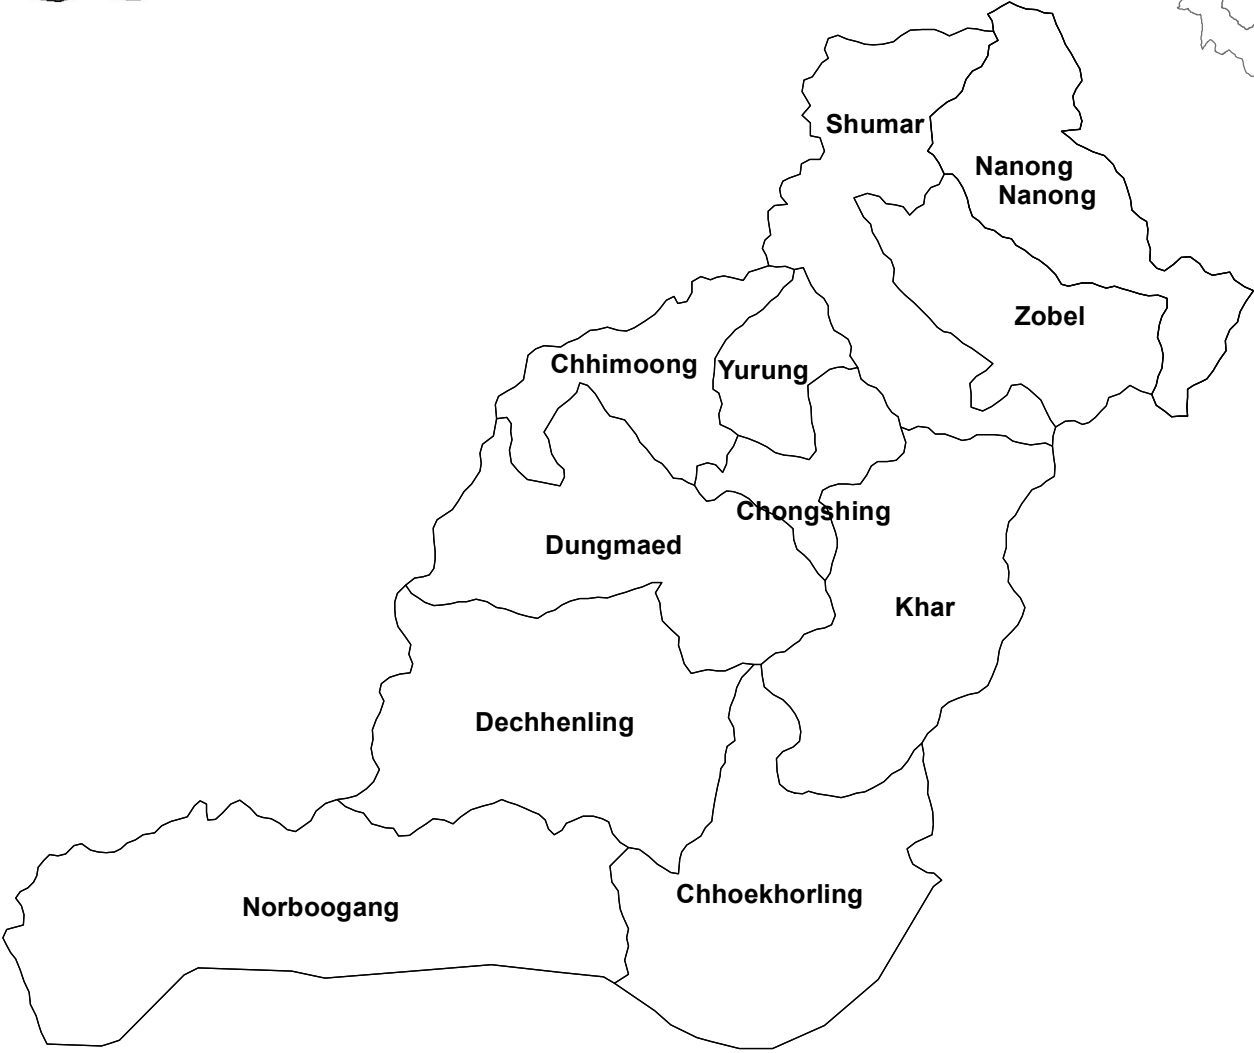 Shumar
Nanong
Nanong
Zobel
Chhimoong
Yurung
Chongshing
Dungmaed
Khar
Dechhenling
Chhoekhorling
Norboogang